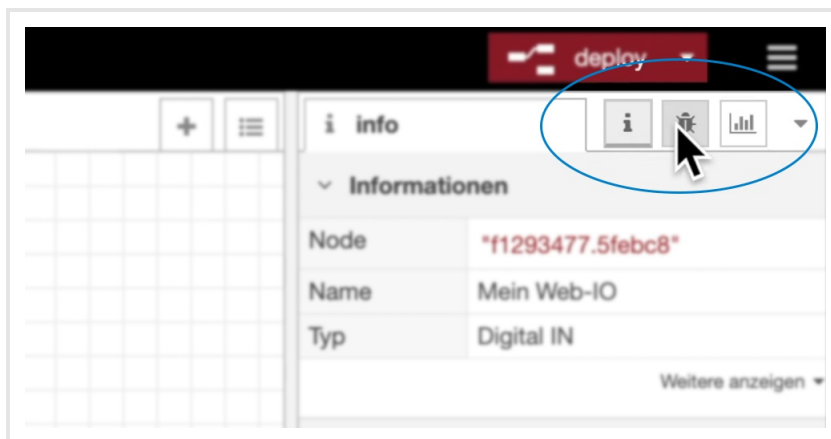 deploy
i info
i
Informationen
Node "f1293477.5febc8"
Name Mein Web-IO
Typ Digital IN
Weitere anzeigen